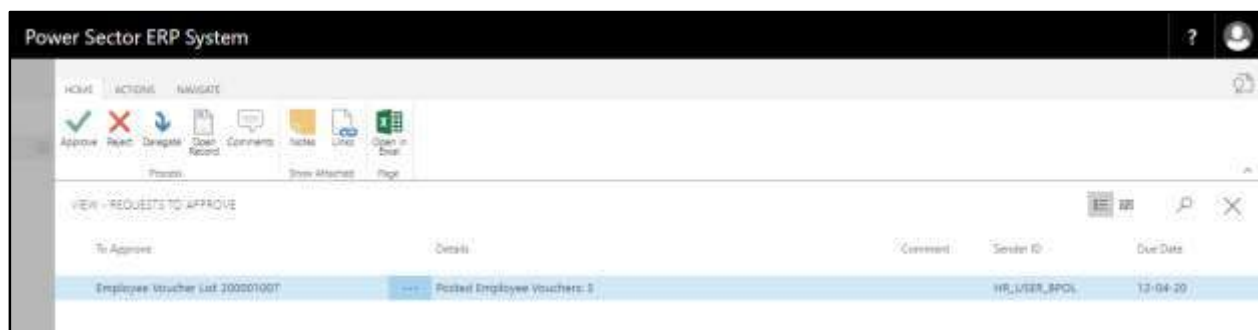 Power Sector ERP System ?
HOME ACTIONS NAVIGATE
Approve Reject Delegate Open Record Comments Notes Links Open in Excel
Process Show Attached Page
VIEW - REQUESTS TO APPROVE
To Approve Details Comment Sender ID Due Date
Employee Voucher List 200001007 ... Posted Employee Vouchers: 3 HR_USER_BPOL 12-04-20